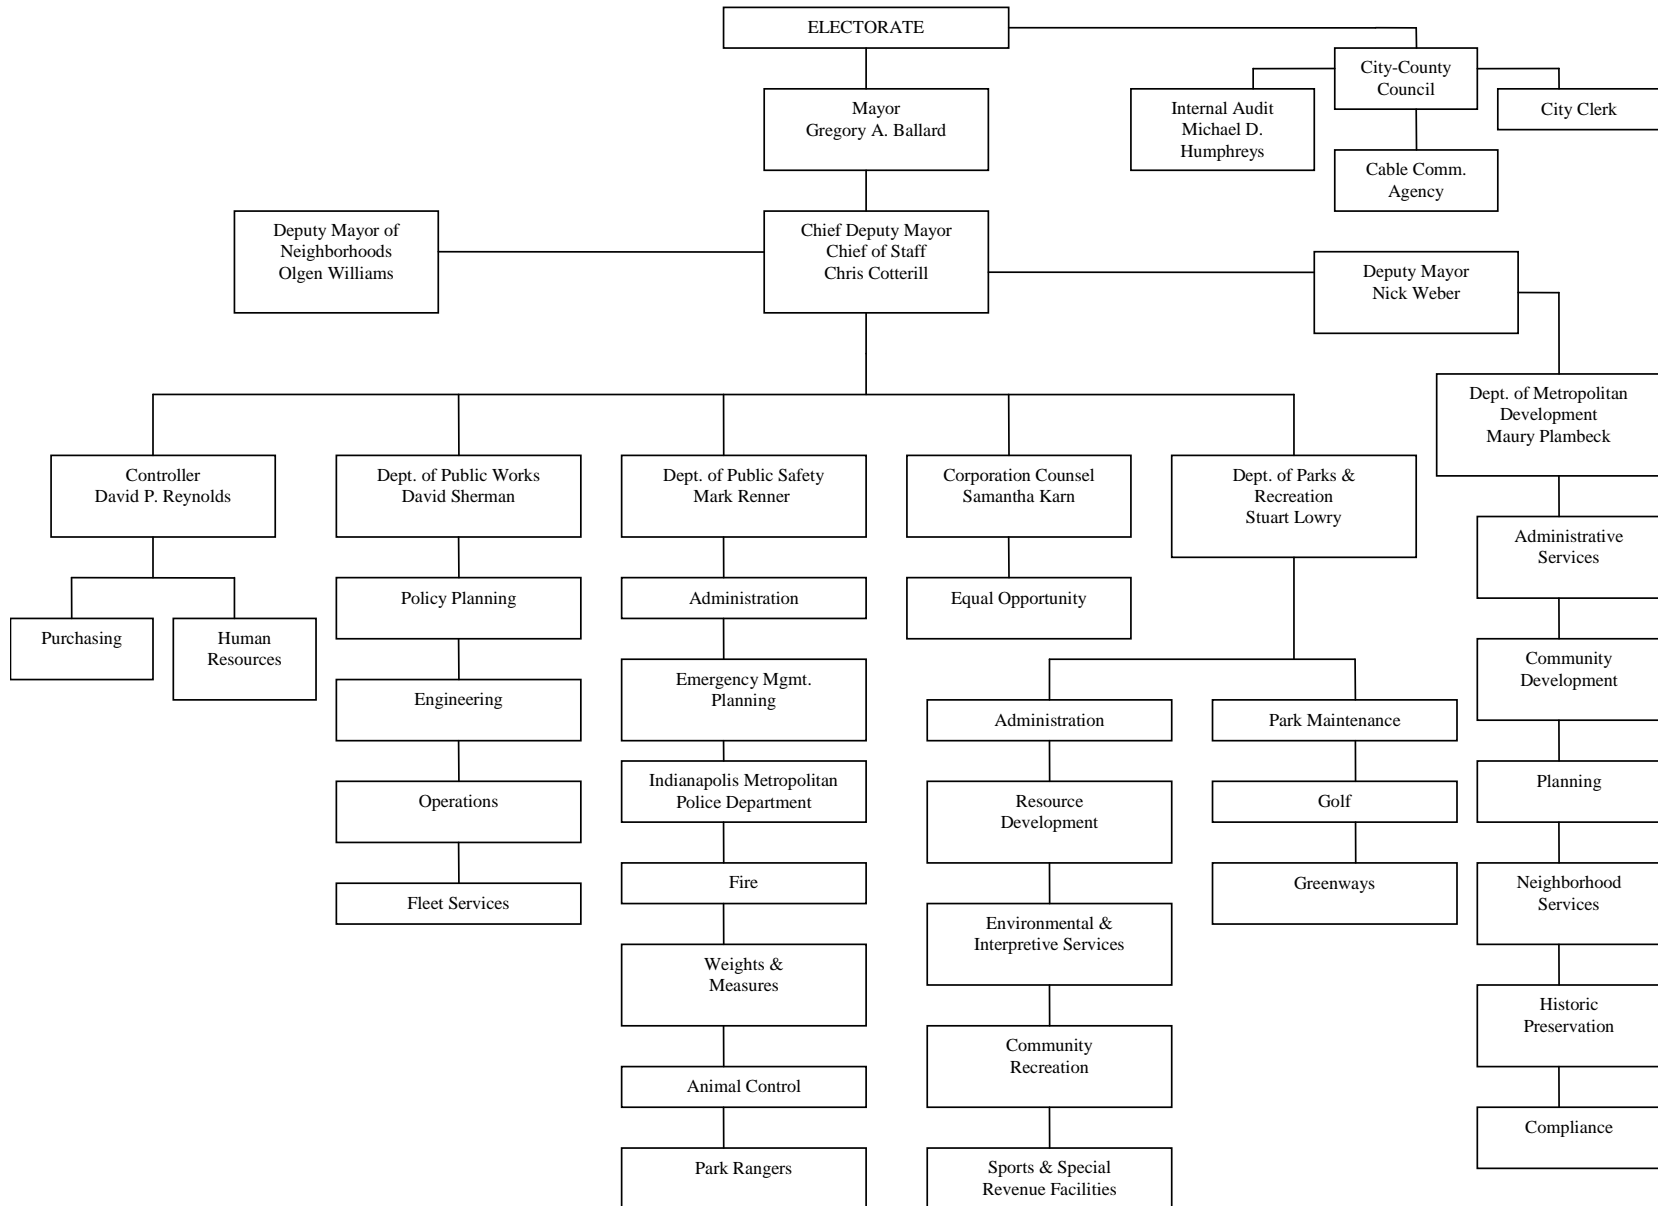 ELECTORATE
City-County
Council
Mayor
Gregory A. Ballard
Internal Audit
Michael D.
Humphreys
City Clerk
Cable Comm.
Agency
Deputy Mayor of
Neighborhoods
Olgen Williams
Chief Deputy Mayor
Chief of Staff
Chris Cotterill
Deputy Mayor
Nick Weber
Dept. of Metropolitan
Development
Maury Plambeck
Controller
David P. Reynolds
Dept. of Public Works
David Sherman
Dept. of Public Safety
Mark Renner
Corporation Counsel
Samantha Karn
Dept. of Parks &
Recreation
Stuart Lowry
Purchasing
Human
Resources
Policy Planning
Engineering
Operations
Fleet Services
Administration
Emergency Mgmt.
Planning
Indianapolis Metropolitan
Police Department
Fire
Weights &
Measures
Animal Control
Park Rangers
Equal Opportunity
Administration
Resource
Development
Environmental &
Interpretive Services
Community
Recreation
Sports & Special
Revenue Facilities
Park Maintenance
Golf
Greenways
Administrative
Services
Community
Development
Planning
Neighborhood
Services
Historic
Preservation
Compliance